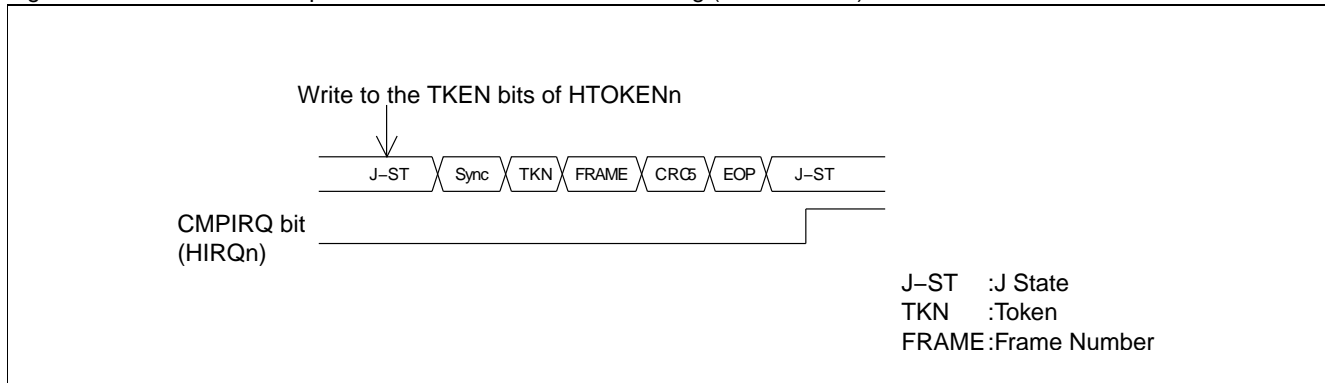 Write to the TKEN bits of HTOKENn
J–ST Sync TKN FRAME CRC5 EOP J–ST
CMPIRQ bit
(HIRQn)
J–ST :J State
TKN :Token
FRAME:Frame Number